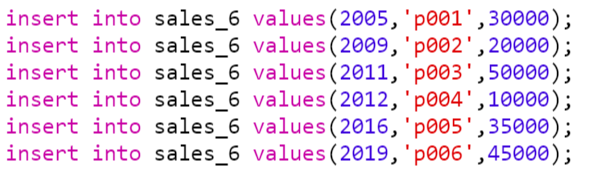 insert into sales_6 values(2005,'p001',30000);
insert into sales_6 values(2009,'p002',20000);
insert into sales_6 values(2011,'p003',50000);
insert into sales_6 values(2012,'p004',10000);
insert into sales_6 values(2016,'p005',35000);
insert into sales_6 values(2019,'p006',45000);